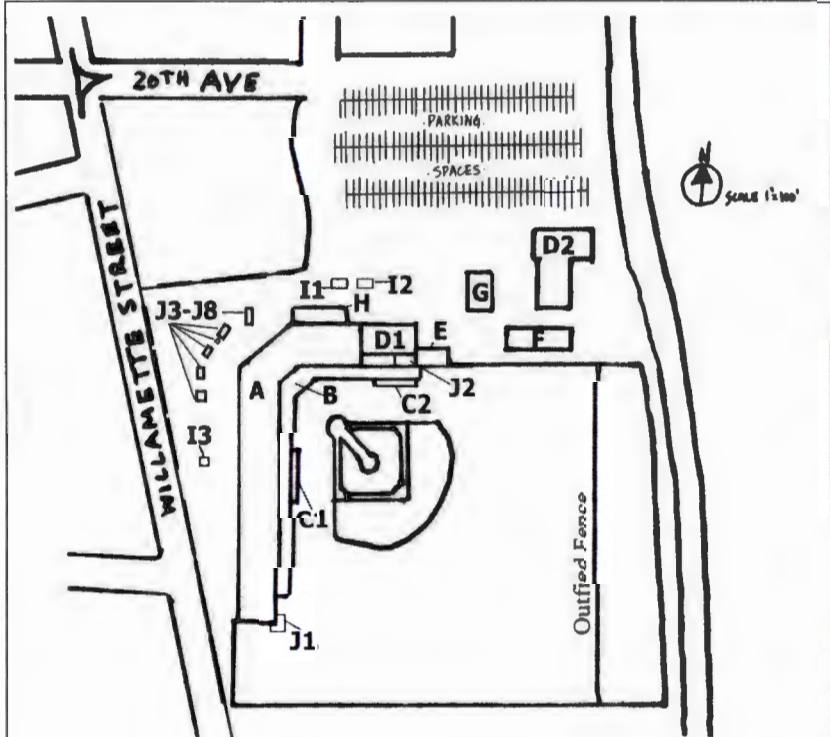 20TH AVE
PARKING
SPACES
N
SCALE 1"=100'
WILLAMETTE STREET
D2
I1
I2
G
J3-J8
H
D1
E
F
A
B
J2
C2
I3
C1
J1
Outfied Fence